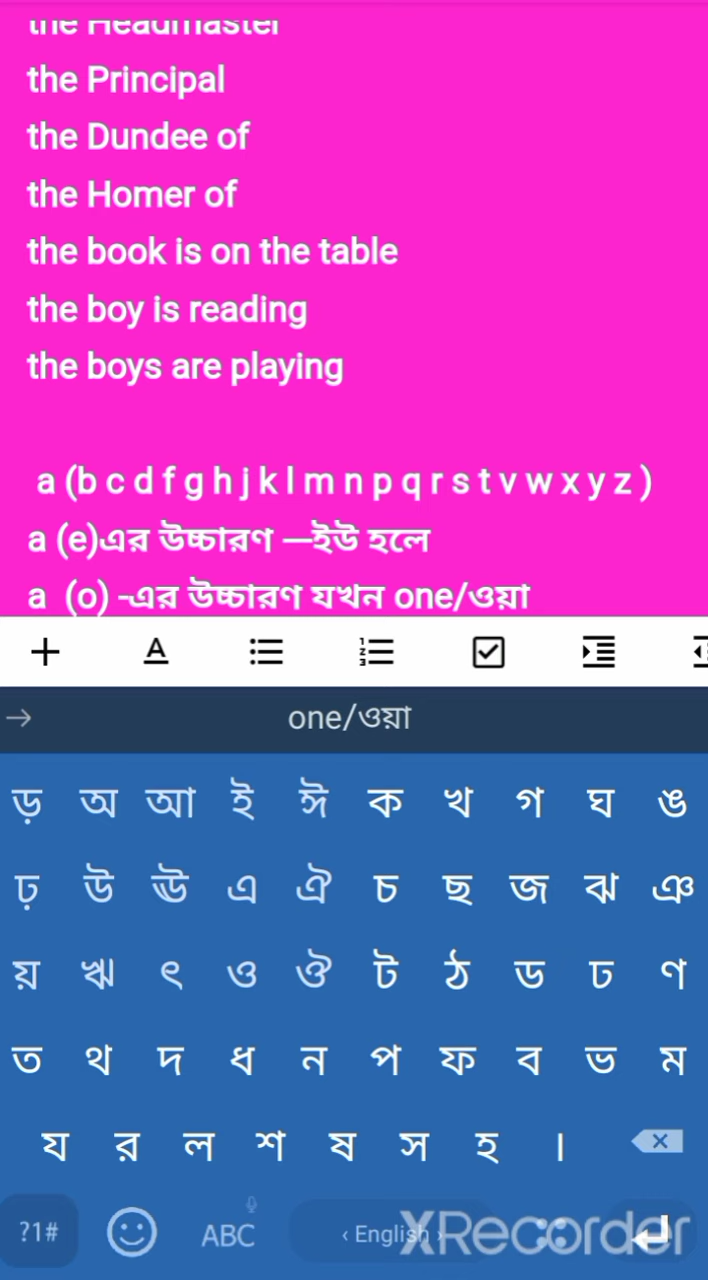 the Headmaster
the Principal
the Dundee of
the Homer of
the book is on the table
the boy is reading
the boys are playing
a (b c d f g h j k l m n p q r s t v w x y z )
a (e)এর উচ্চারণ —ইউ হলে
a (o) -এর উচ্চারণ যখন one/ওয়া
A
one/ওয়া
ড় অ আ ই ঈ ক খ গ ঘ ঙ
ঢ় উ ঊ এ ঐ চ ছ জ ঝ ঞ
য় ঋ ৎ ও ঔ ট ঠ ড ঢ ণ
ত থ দ ধ ন প ফ ব ভ ম
য র ল শ ষ স হ ।
?1# ABC ‹ English ›
XRecorder